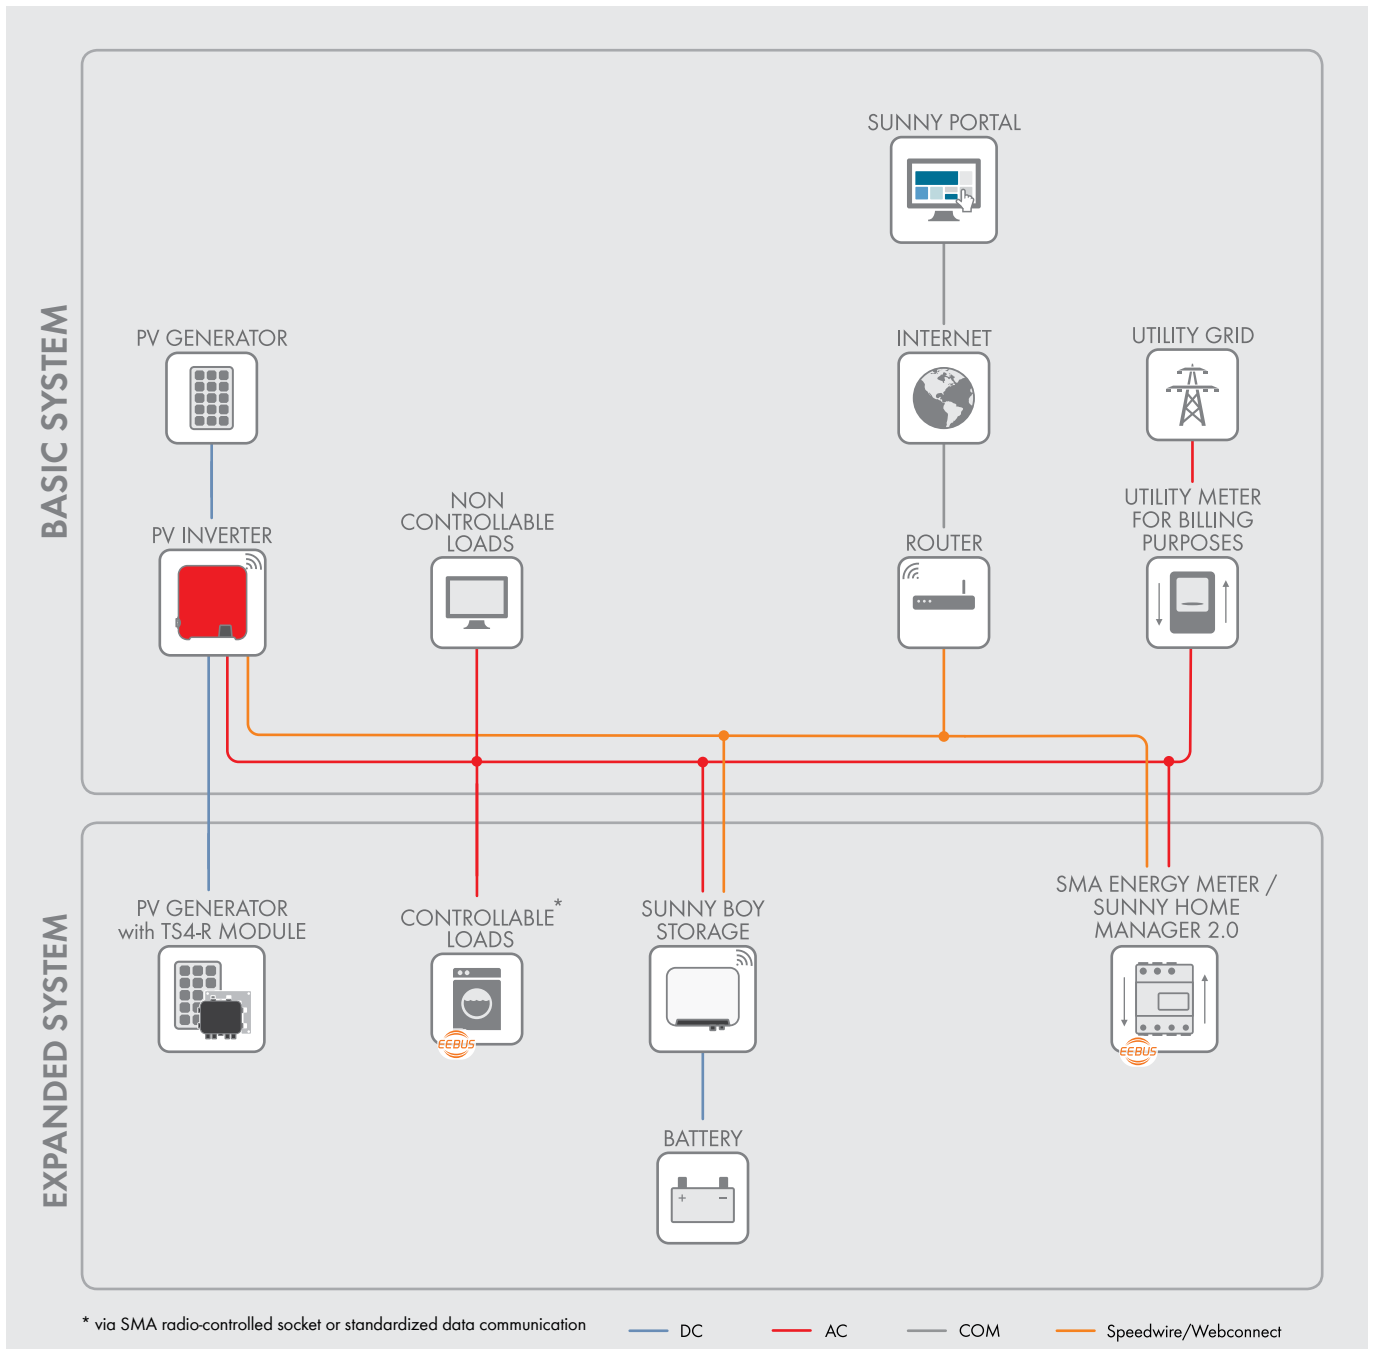 BASIC SYSTEM
SUNNY PORTAL
PV GENERATOR
INTERNET
UTILITY GRID
NON
CONTROLLABLE
LOADS
UTILITY METER
FOR BILLING
PURPOSES
PV INVERTER
ROUTER
EXPANDED SYSTEM
PV GENERATOR
with TS4-R MODULE
CONTROLLABLE*
LOADS
EEBUS
SUNNY BOY
STORAGE
SMA ENERGY METER /
SUNNY HOME
MANAGER 2.0
EEBUS
BATTERY
+ −
* via SMA radio-controlled socket or standardized data communication
DC
AC
COM
Speedwire/Webconnect